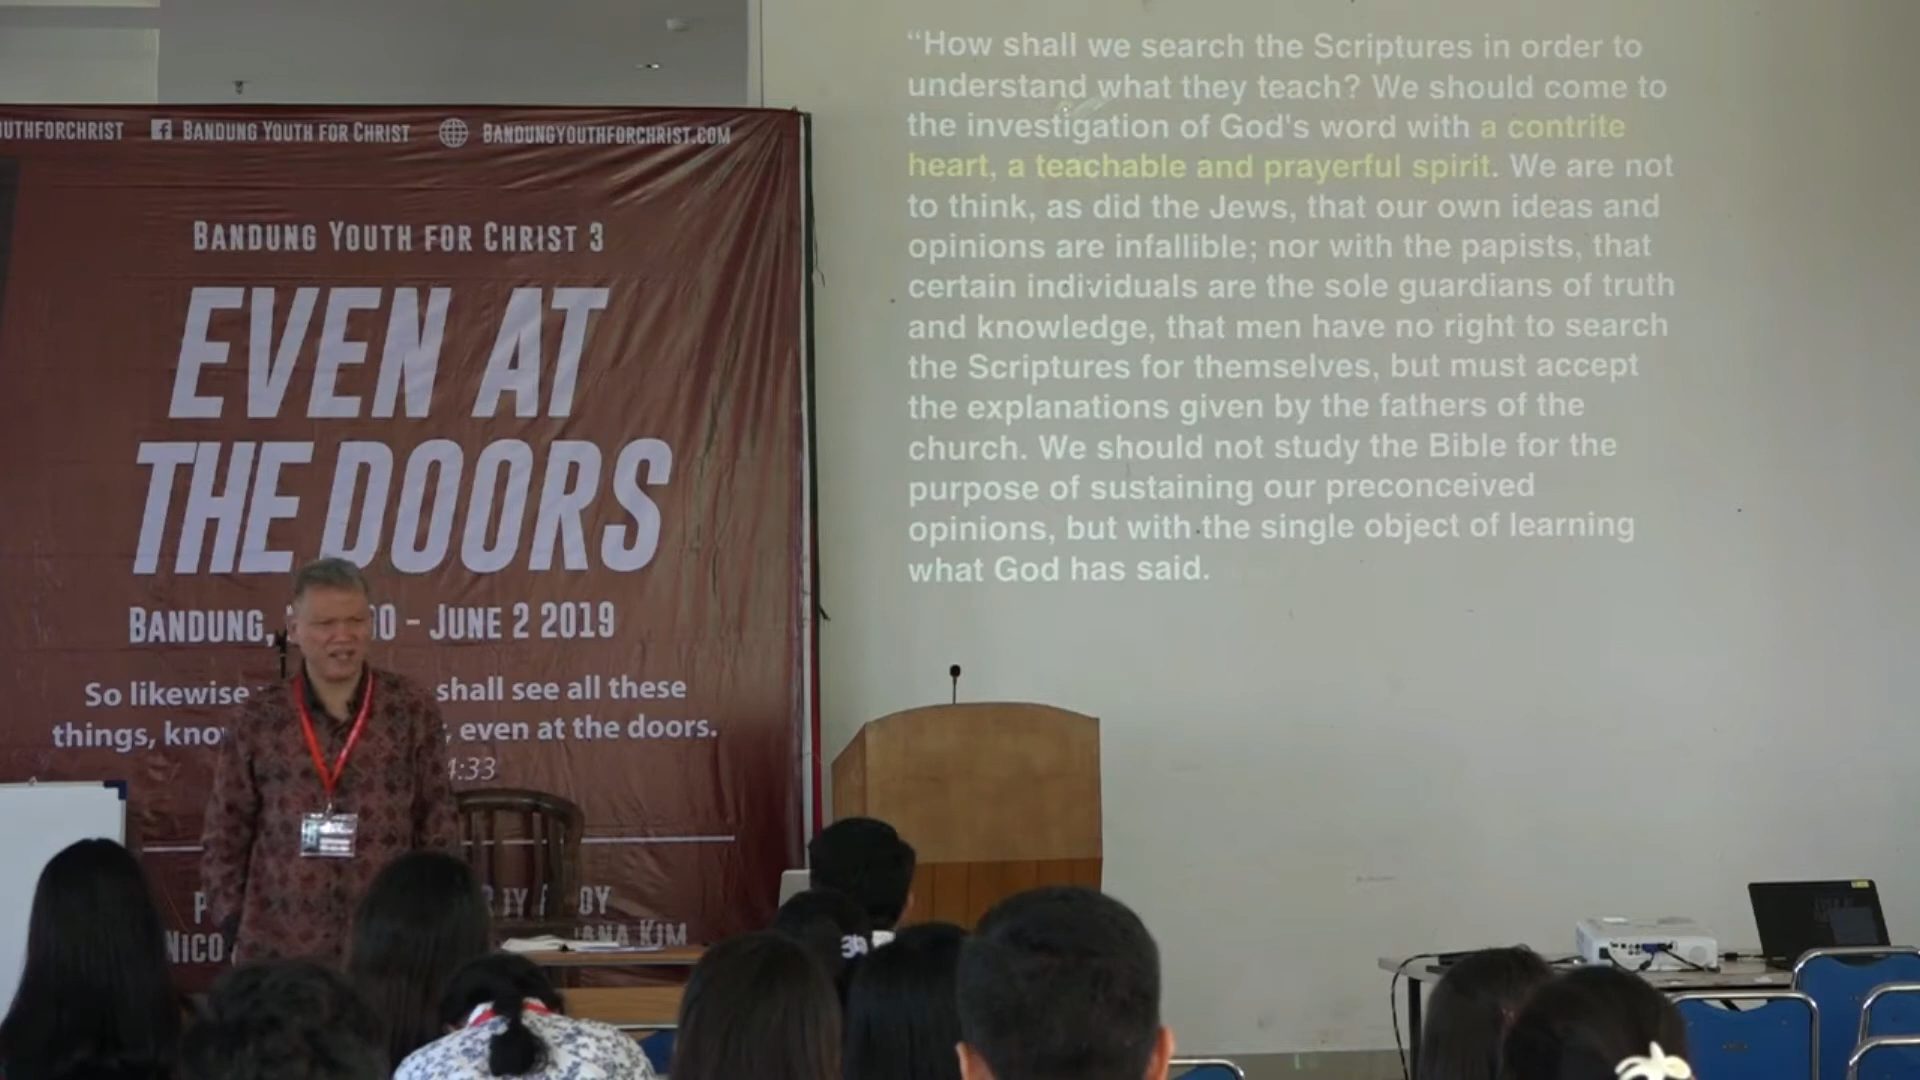 OUTHFORCHRIST BANDUNG YOUTH FOR CHRIST BANDUNGYOUTHFORCHRIST.COM
BANDUNG YOUTH FOR CHRIST 3
EVEN AT
THE DOORS
BANDUNG, - JUNE 2 2019
So likewise shall see all these
things, even at the doors.
4:33
NICO KIM
“How shall we search the Scriptures in order to
understand what they teach? We should come to
the investigation of God's word with a contrite
heart, a teachable and prayerful spirit. We are not
to think, as did the Jews, that our own ideas and
opinions are infallible; nor with the papists, that
certain individuals are the sole guardians of truth
and knowledge, that men have no right to search
the Scriptures for themselves, but must accept
the explanations given by the fathers of the
church. We should not study the Bible for the
purpose of sustaining our preconceived
opinions, but with the single object of learning
what God has said.